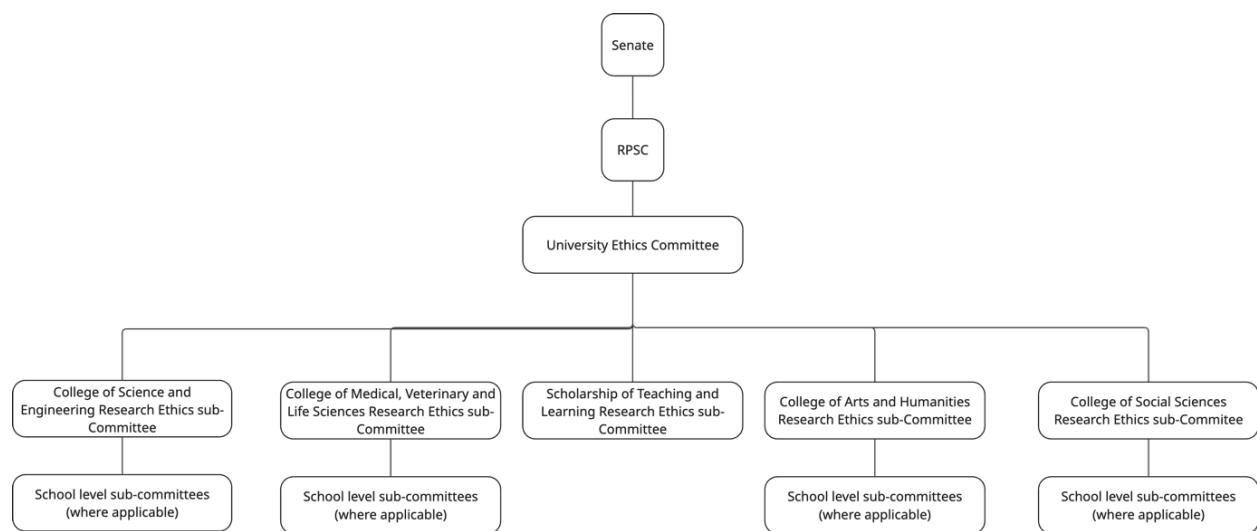 Senate
RPSC
University Ethics Committee
College of Science and
Engineering Research Ethics sub-
Committee
College of Medical, Veterinary and
Life Sciences Research Ethics sub-
Committee
Scholarship of Teaching and
Learning Research Ethics sub-
Committee
College of Arts and Humanities
Research Ethics sub-Committee
College of Social Sciences
Research Ethics sub-Commitee
School level sub-committees
(where applicable)
School level sub-committees
(where applicable)
School level sub-committees
(where applicable)
School level sub-committees
(where applicable)